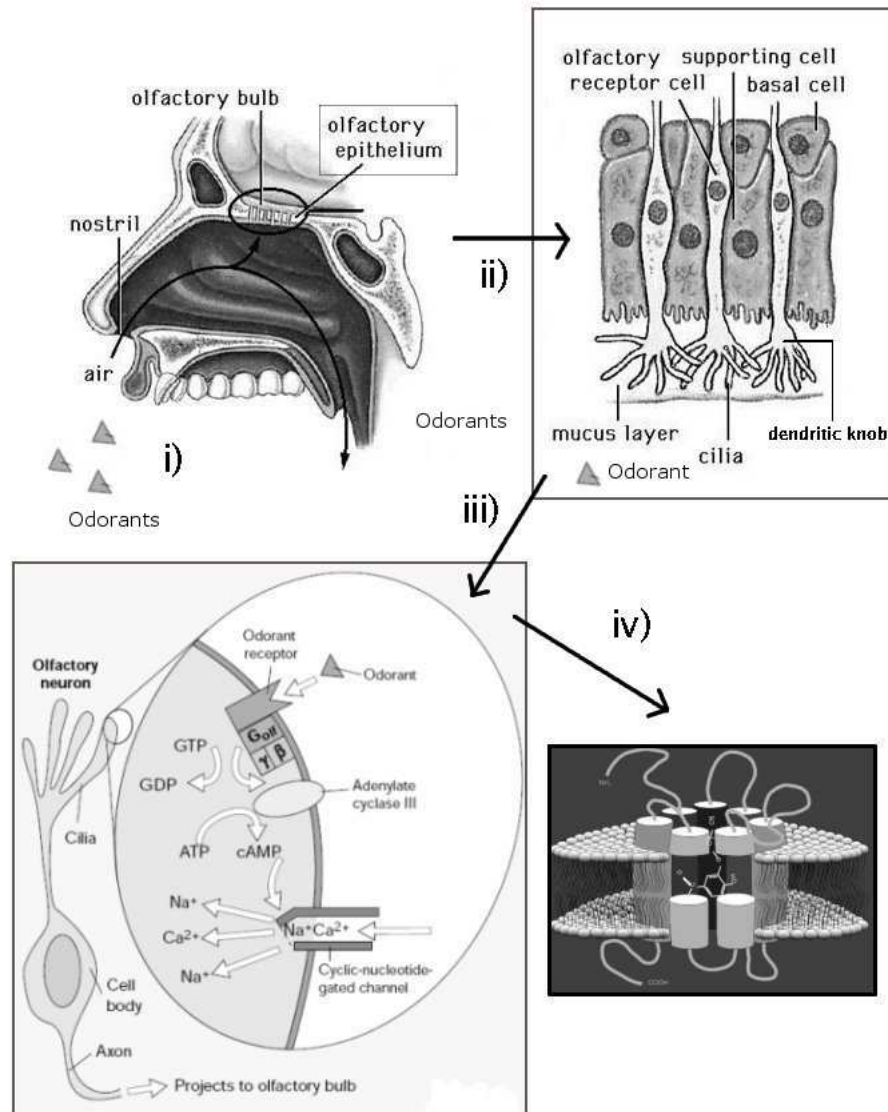 olfactory bulb
olfactory
epithelium
nostril
air
i)
Odorants
Odorants
ii)
olfactory
receptor cell
supporting cell
basal cell
mucus layer
cilia
dendritic knob
Odorant
iii)
iv)
Olfactory
neuron
Odorant
receptor
Odorant
Golf
γ β
GTP
GDP
Adenylate
cyclase III
Cilia
ATP
cAMP
Na+
Ca2+
Na+
Na+Ca2+
Cyclic-nucleotide-
gated channel
Cell
body
Axon
Projects to olfactory bulb
COOH